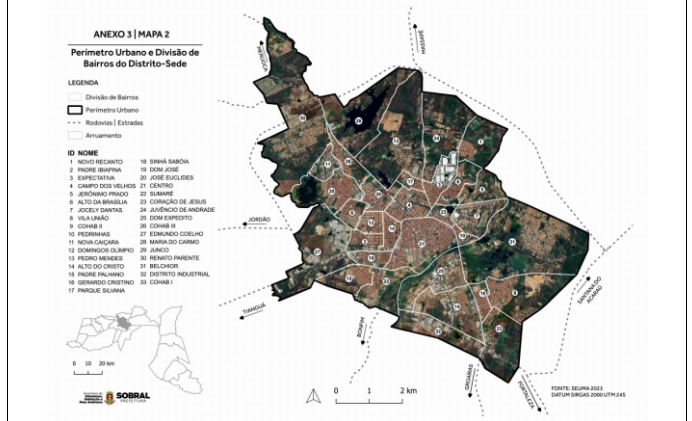 ANEXO 3 | MAPA 2
Perímetro Urbano e Divisão de
Bairros do Distrito-Sede
LEGENDA
Divisão de Bairros
Perímetro Urbano
Rodovias | Estradas
Arruamento
ID NOME
1 NOVO RECANTO
2 PADRE IBIAPINA
3 EXPECTATIVA
4 CAMPO DOS VELHOS
5 JERÔNIMO PRADO
6 ALTO DA BRASÍLIA
7 JOCELY DANTAS
8 VILA UNIÃO
9 COHAB II
10 PEDRINHAS
11 NOVA CAIÇARA
12 DOMINGOS OLÍMPIO
13 PEDRO MENDES
14 ALTO DO CRISTO
15 PADRE PALHANO
16 GERARDO CRISTINO
17 PARQUE SILVANA
18 SINHÁ SABÓIA
19 DOM JOSÉ
20 JOSÉ EUCLIDES
21 CENTRO
22 SUMARÉ
23 CORAÇÃO DE JESUS
24 JUVÊNCIO DE ANDRADE
25 DOM EXPEDITO
26 COHAB III
27 EDMUNDO COELHO
28 MARIA DO CARMO
29 JUNCO
30 RENATO PARENTE
31 BELCHIOR
32 DISTRITO INDUSTRIAL
33 COHAB I
0 10 20 km
SOBRAL
PREFEITURA
MERUOCA
MASSAPÊ
JORDÃO
TIANGUÁ
BONFIM
GROAÍRAS
FORTALEZA
SANTANA DO
ACARAÚ
0 1 2 km
FONTE: SEUMA 2023
DATUM SIRGAS 2000 UTM 24S